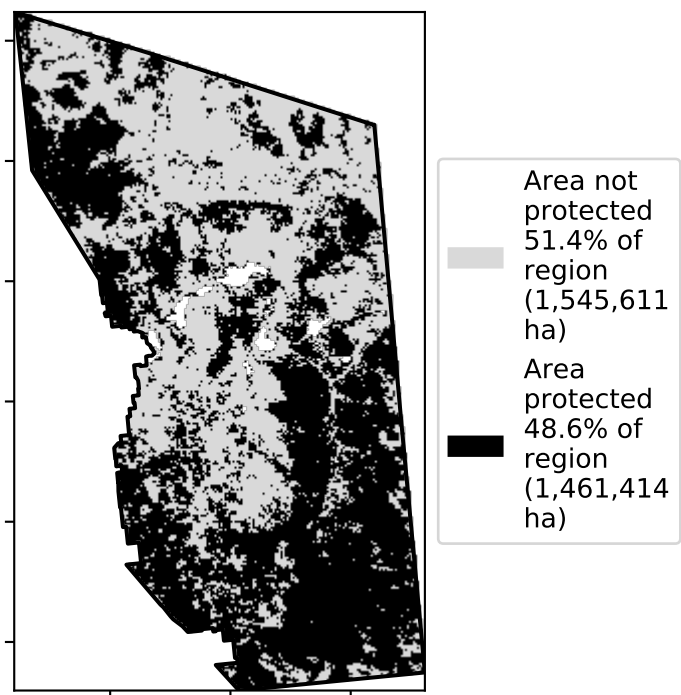 Area not
protected
51.4% of
region
(1,545,611
ha)
Area
protected
48.6% of
region
(1,461,414
ha)